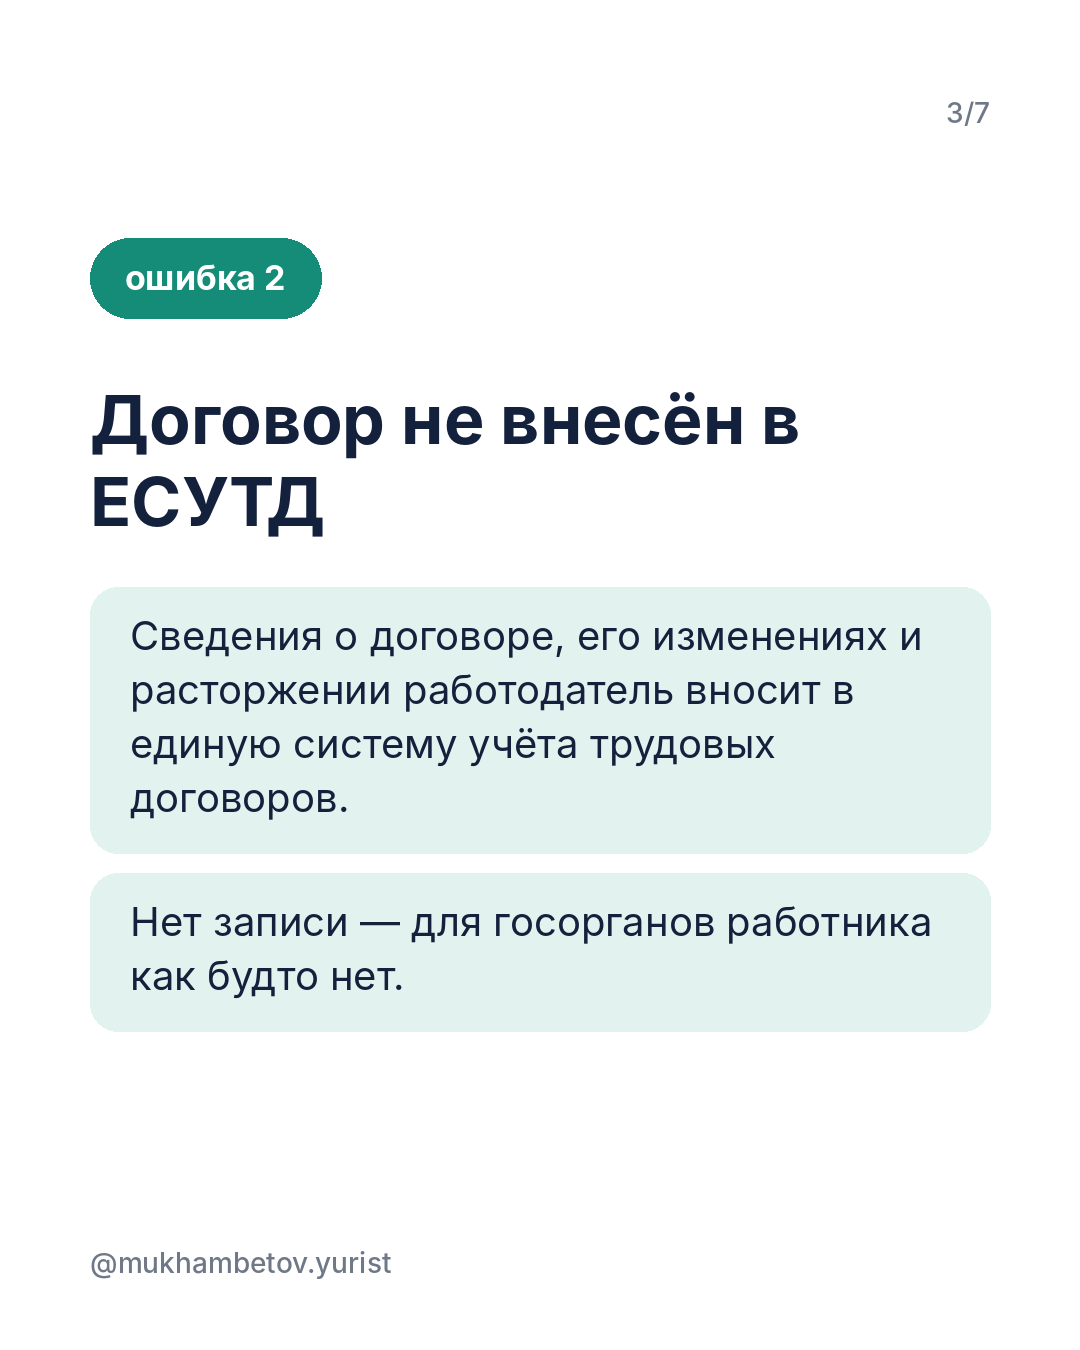 3/7
ошибка 2
Договор не внесён в
ЕСУТД
Сведения о договоре, его изменениях и
расторжении работодатель вносит в
единую систему учёта трудовых
договоров.
Нет записи — для госорганов работника
как будто нет.
@mukhambetov.yurist